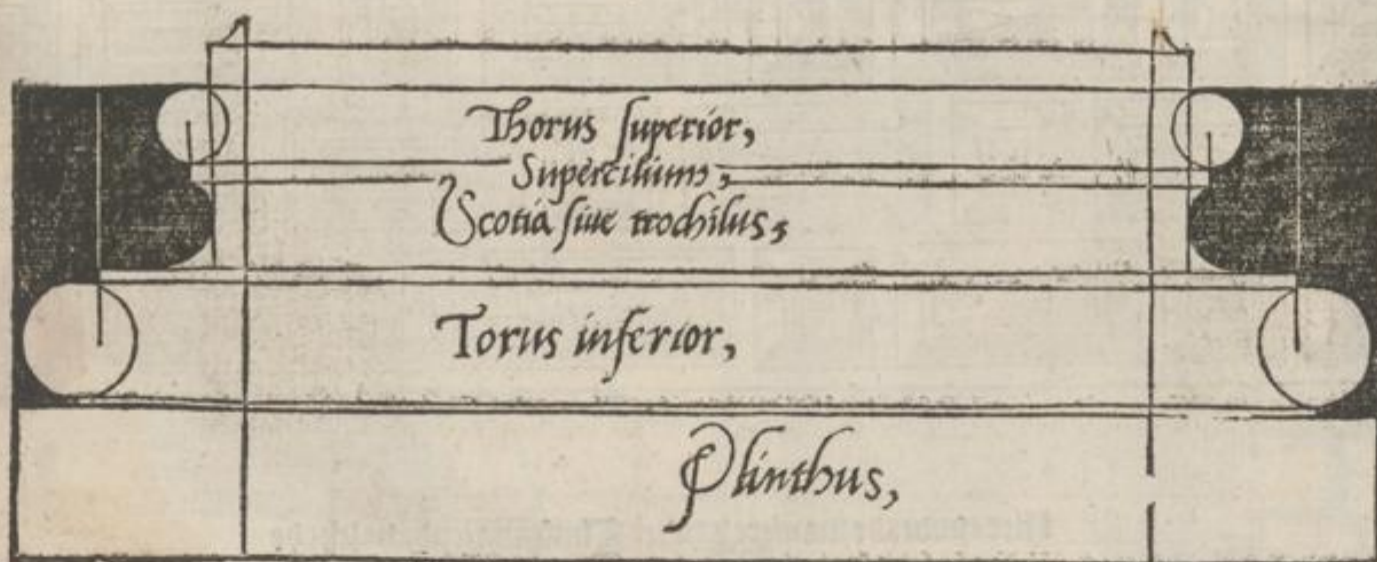 Thorus superior,
Supercilium,
Scotia siue trochilus,
Torus inferior,
Plinthus,